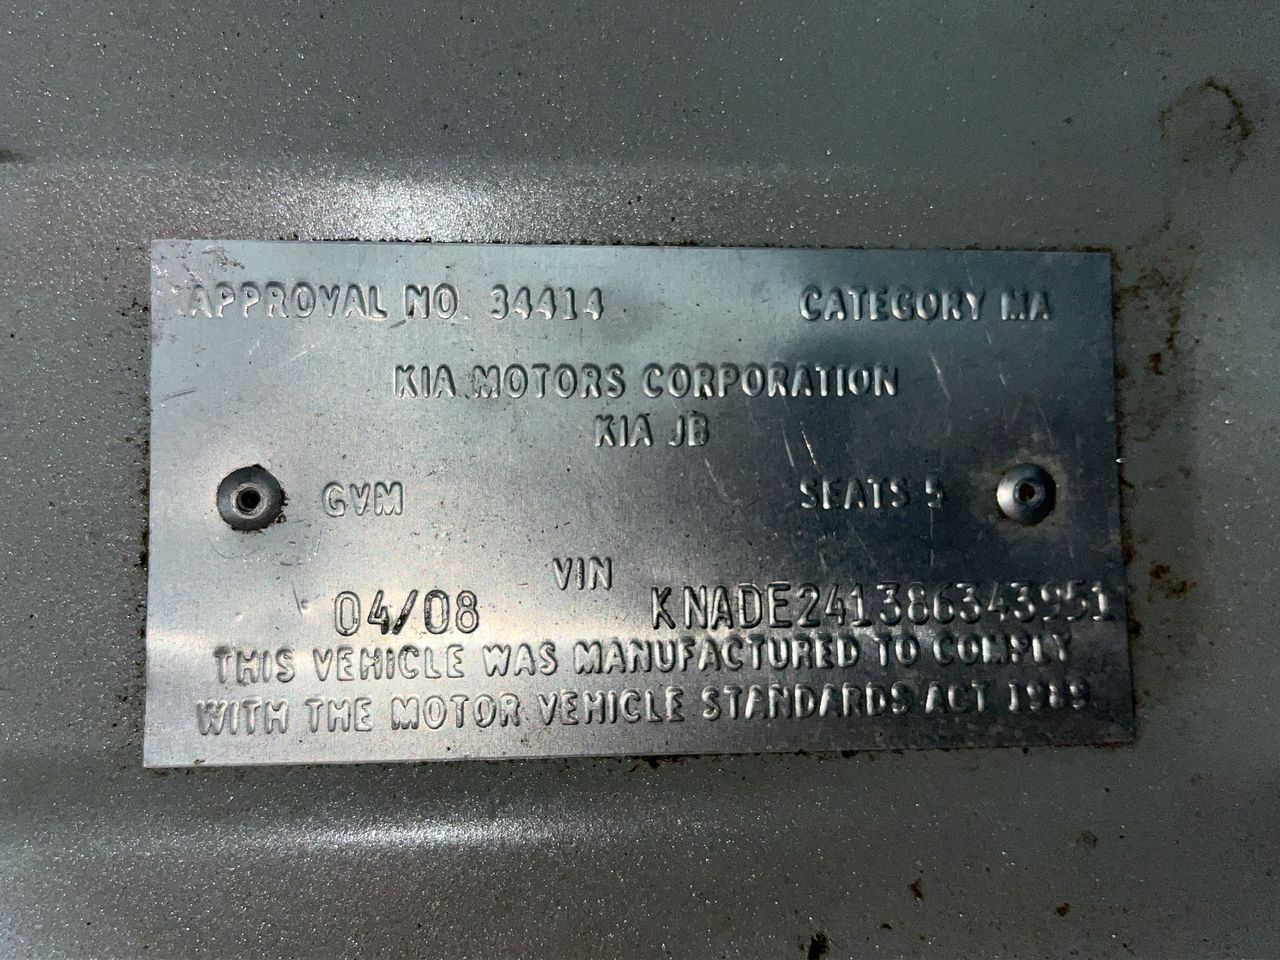 APPROVAL NO. 34414 CATEGORY MA
KIA MOTORS CORPORATION
KIA JB
GVM SEATS 5
VIN
04/08 KNADE241386343951
THIS VEHICLE WAS MANUFACTURED TO COMPLY
WITH THE MOTOR VEHICLE STANDARDS ACT 1989